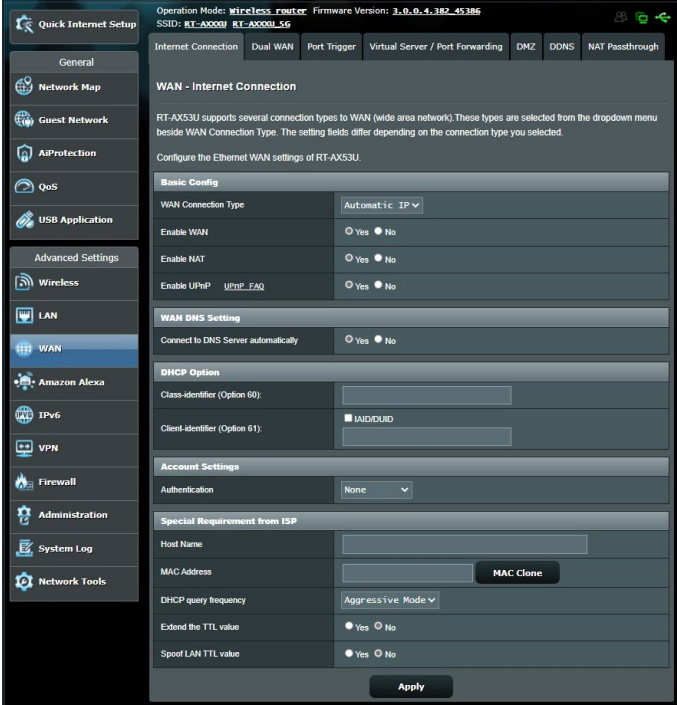 Quick Internet Setup
General
Network Map
Guest Network
AiProtection
QoS
USB Application
Advanced Settings
Wireless
LAN
WAN
Amazon Alexa
IPv6
VPN
Firewall
Administration
System Log
Network Tools
Operation Mode: Wireless router Firmware Version: 3.0.0.4.382_45386
SSID: RT-AXXXU RT-AXXXU_5G
Internet Connection Dual WAN Port Trigger Virtual Server / Port Forwarding DMZ DDNS NAT Passthrough
WAN - Internet Connection
RT-AX53U supports several connection types to WAN (wide area network).These types are selected from the dropdown menu
beside WAN Connection Type. The setting fields differ depending on the connection type you selected.
Configure the Ethernet WAN settings of RT-AX53U.
Basic Config
WAN Connection Type Automatic IP
Enable WAN Yes No
Enable NAT Yes No
Enable UPnP UPnP FAQ Yes No
WAN DNS Setting
Connect to DNS Server automatically Yes No
DHCP Option
Class-identifier (Option 60):
Client-identifier (Option 61): IAID/DUID
Account Settings
Authentication None
Special Requirement from ISP
Host Name
MAC Address MAC Clone
DHCP query frequency Aggressive Mode
Extend the TTL value Yes No
Spoof LAN TTL value Yes No
Apply